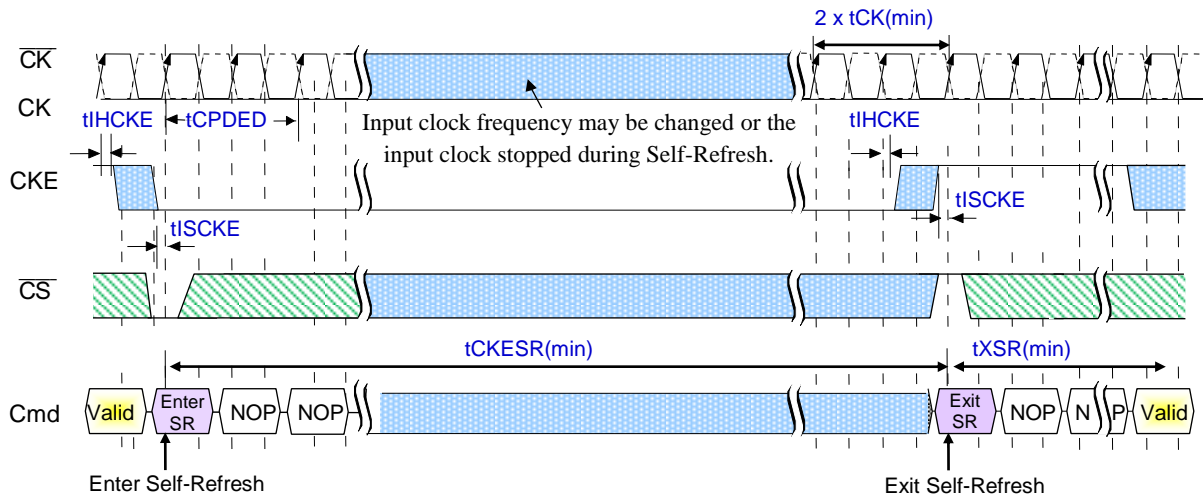 2 x tCK(min)
CK
CK
tIHCKE
tCPDED
Input clock frequency may be changed or the
input clock stopped during Self-Refresh.
tIHCKE
CKE
tISCKE
tISCKE
CS
tCKESR(min)
tXSR(min)
Cmd
Valid
Enter
SR
NOP
NOP
Exit
SR
NOP
N
P
Valid
Enter Self-Refresh
Exit Self-Refresh